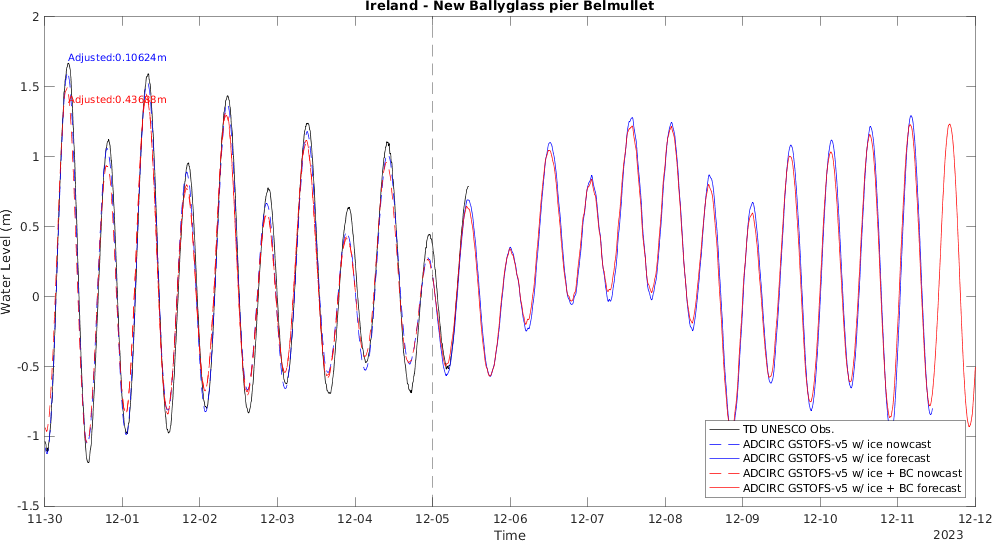 Ireland - New Ballyglass pier Belmullet
Adjusted:0.10624m
Adjusted:0.43683m
Water Level (m)
2
1.5
1
0.5
0
-0.5
-1
-1.5
11-30
12-01
12-02
12-03
12-04
12-05
12-06
12-07
12-08
12-09
12-10
12-11
12-12
Time
2023
TD UNESCO Obs.
ADCIRC GSTOFS-v5 w/ ice nowcast
ADCIRC GSTOFS-v5 w/ ice forecast
ADCIRC GSTOFS-v5 w/ ice + BC nowcast
ADCIRC GSTOFS-v5 w/ ice + BC forecast